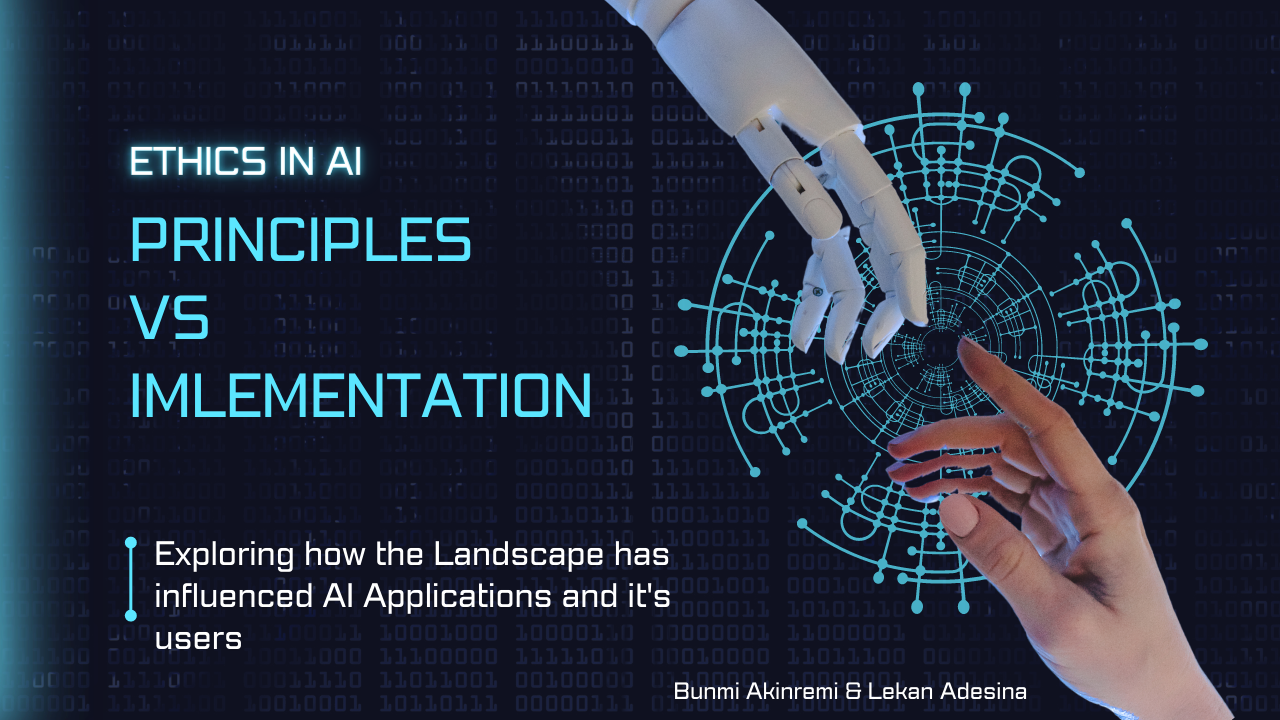 ETHICS IN AI
PRINCIPLES
VS
IMLEMENTATION
Exploring how the Landscape has
influenced AI Applications and it's
users
Bunmi Akinremi & Lekan Adesina